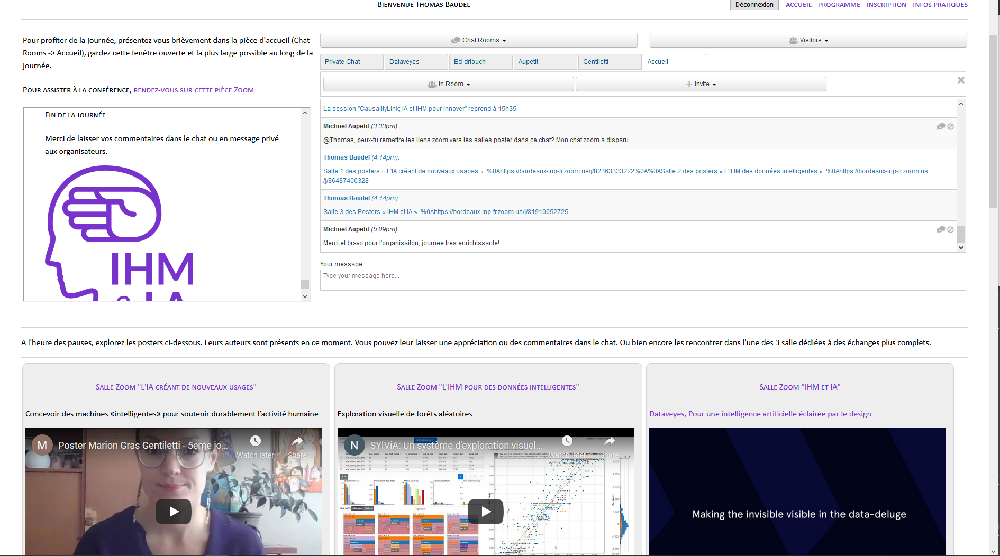 Bienvenue Thomas Baudel
Déconnexion - accueil - programme - inscription - infos pratiques
Pour profiter de la journée, présentez vous brièvement dans la pièce d'accueil (Chat
Rooms -> Accueil), gardez cette fenêtre ouverte et la plus large possible au long de la
journée.
Pour assister à la conférence, rendez-vous sur cette pièce Zoom
Fin de la journée
Merci de laisser vos commentaires dans le chat ou en message privé
aux organisateurs.
IHM
& IA
Chat Rooms
Visitors
Private Chat
Dataveyes
Ed-driouch
Aupetit
Gentiletti
Accueil
In Room
Invite
La session "CausalityLink; IA et IHM pour innover" reprend à 15h35
Michael Aupetit (3:33pm):
@Thomas, peux-tu remettre les liens zoom vers les salles poster dans ce chat? Mon chat zoom a disparu...
Thomas Baudel (4:14pm):
Salle 1 des posters « L'IA créant de nouveaux usages » :%0Ahttps://bordeaux-inp-fr.zoom.us/j/82363333222%0A%0ASalle 2 des posters « L'IHM des données intelligentes » :%0Ahttps://bordeaux-inp-fr.zoom.us
/j/86487400328
Thomas Baudel (4:14pm):
Salle 3 des Posters « IHM et IA » :%0Ahttps://bordeaux-inp-fr.zoom.us/j/81910052725
Michael Aupetit (5:09pm):
Merci et bravo pour l'organisaiton, journee tres enrichissante!
Your message:
Type your message here...
A l'heure des pauses, explorez les posters ci-dessous. Leurs auteurs sont présents en ce moment. Vous pouvez leur laisser une appréciation ou des commentaires dans le chat. Ou bien encore les rencontrer dans l'une des 3 salle dédiées à des échanges plus complets.
Salle Zoom "L'IA créant de nouveaux usages"
Concevoir des machines «intelligentes» pour soutenir durablement l'activité humaine
M
Poster Marion Gras Gentiletti - 5eme jo...
Watch later
Share
Salle Zoom "L'IHM pour des données intelligentes"
Exploration visuelle de forêts aléatoires
N
SYlViA: Un système d'exploration visuel...
Watch later
Share
Salle Zoom "IHM et IA"
Dataveyes, Pour une intelligence artificielle éclairée par le design
Making the invisible visible in the data-deluge